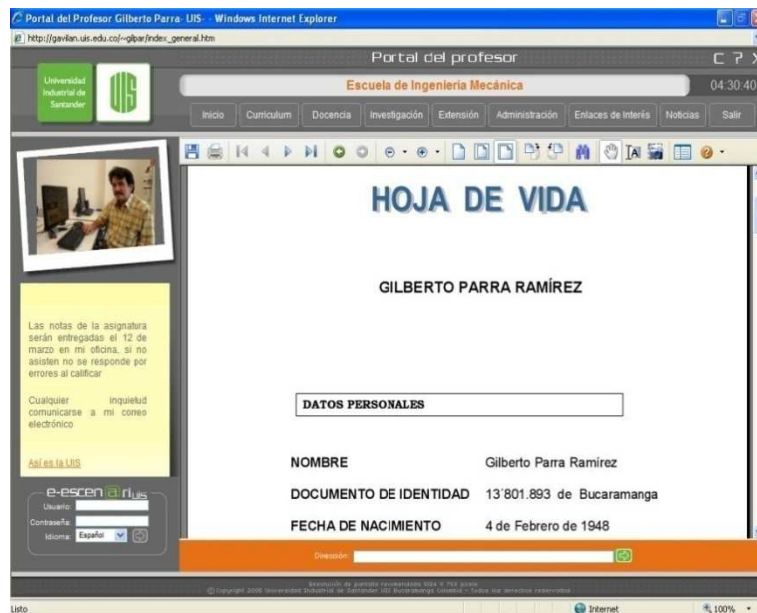 Portal del Profesor Gilberto Parra- UIS- - Windows Internet Explorer
http://gavilan.uis.edu.co/~gilpar/index_general.htm
Portal del profesor
Universidad
Industrial de
Santander
UIS
Escuela de Ingeniería Mecánica
04:30:40
Inicio Curriculum Docencia Investigación Extensión Administración Enlaces de Interés Noticias Salir
HOJA DE VIDA
GILBERTO PARRA RAMÍREZ
Las notas de la asignatura
serán entregadas el 12 de
marzo en mi oficina, si no
asisten no se responde por
errores al calificar
Cualquier inquietud
comunicarse a mi correo
electrónico
Así es la UIS
DATOS PERSONALES
NOMBRE Gilberto Parra Ramírez
DOCUMENTO DE IDENTIDAD 13´801.893 de Bucaramanga
FECHA DE NACIMIENTO 4 de Febrero de 1948
e-escen@ri uis
Usuario:
Contraseña:
Idioma: Español
Dirección:
Listo
Internet
100%